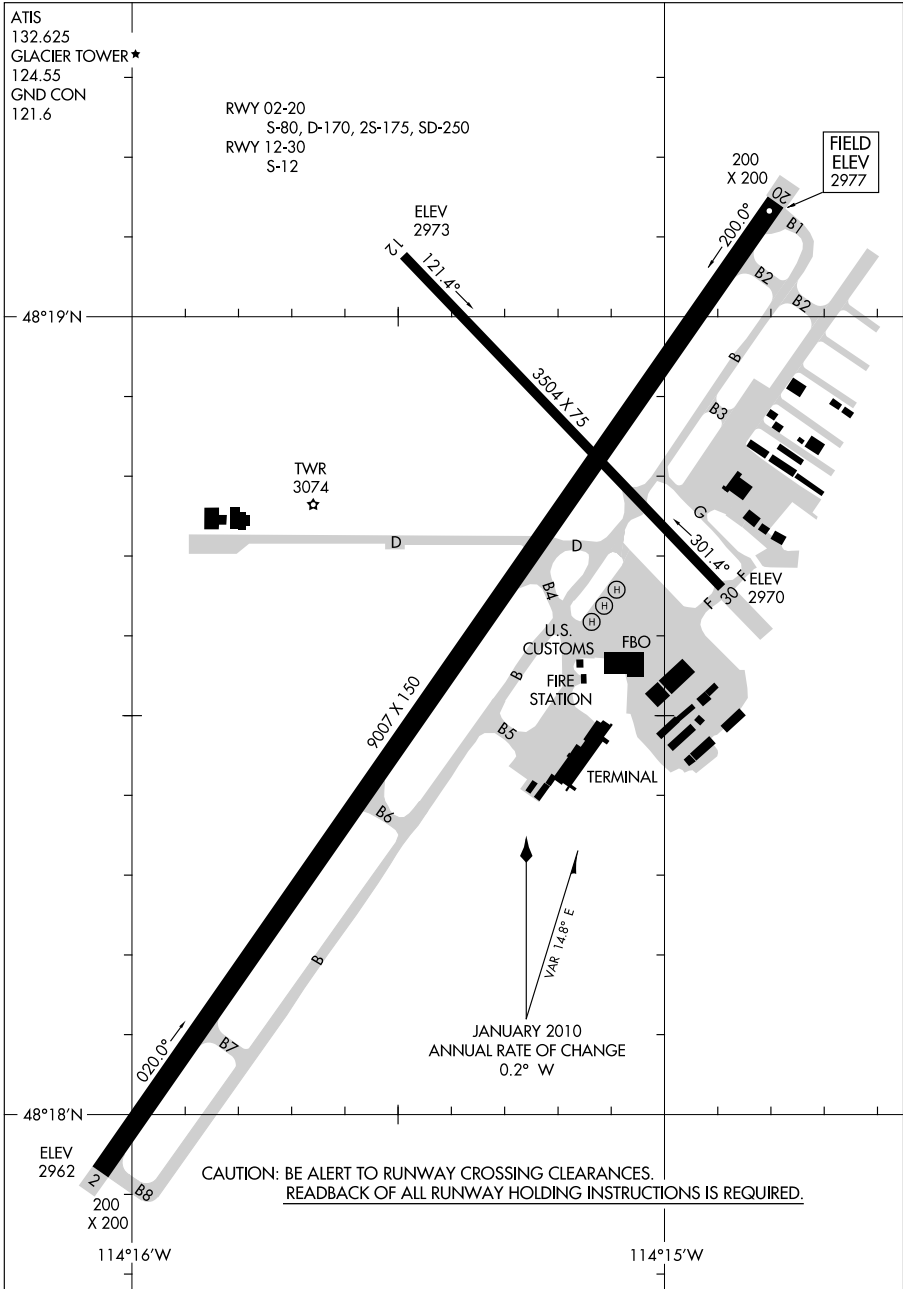 ATIS
132.625
GLACIER TOWER ★
124.55
GND CON
121.6
RWY 02-20
S-80, D-170, 2S-175, SD-250
RWY 12-30
S-12
FIELD
ELEV
2977
200
X 200
20
200.0°
B1
B2
B2
ELEV
2973
12
121.4°
48°19'N
B
3504 X 75
B3
TWR
3074
G
D
D
301.4°
F
F
30
ELEV
2970
B4
H
H
H
U.S.
CUSTOMS
FBO
FIRE
STATION
B
9007 X 150
B5
TERMINAL
B6
VAR 14.8° E
B
JANUARY 2010
ANNUAL RATE OF CHANGE
0.2° W
020.0°
B7
48°18'N
ELEV
2962
2
200
X 200
B8
CAUTION: BE ALERT TO RUNWAY CROSSING CLEARANCES.
READBACK OF ALL RUNWAY HOLDING INSTRUCTIONS IS REQUIRED.
114°16'W
114°15'W